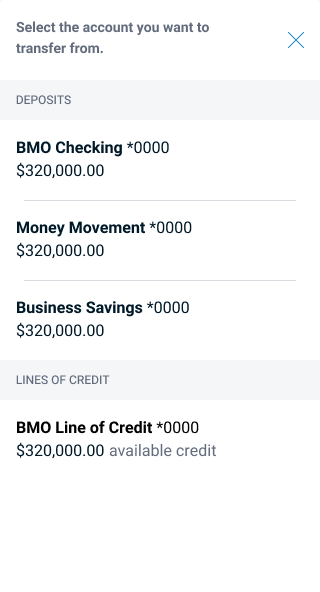 Select the account you want to
transfer from.
DEPOSITS
BMO Checking *0000
$320,000.00
Money Movement *0000
$320,000.00
Business Savings *0000
$320,000.00
LINES OF CREDIT
BMO Line of Credit *0000
$320,000.00 available credit